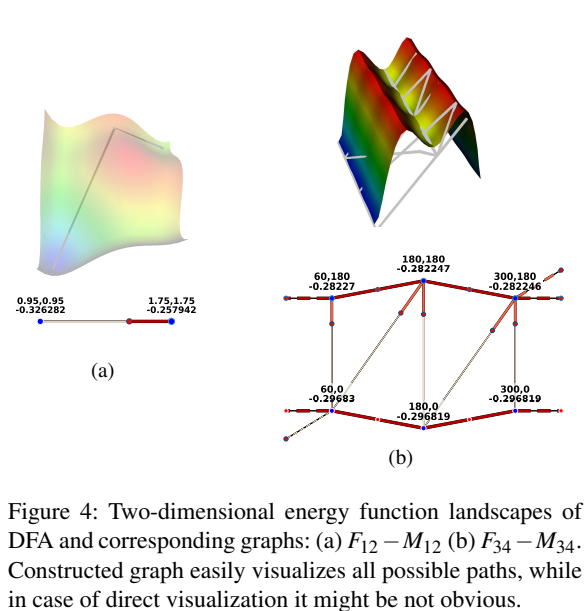 0.95,0.95
-0.326282
1.75,1.75
-0.257942
(a)
180,180
-0.282247
60,180
-0.28227
300,180
-0.282246
60,0
-0.29683
180,0
-0.296819
300,0
-0.296819
(b)
Figure 4: Two-dimensional energy function landscapes of
DFA and corresponding graphs: (a) F₁₂ − M₁₂ (b) F₃₄ − M₃₄.
Constructed graph easily visualizes all possible paths, while
in case of direct visualization it might be not obvious.